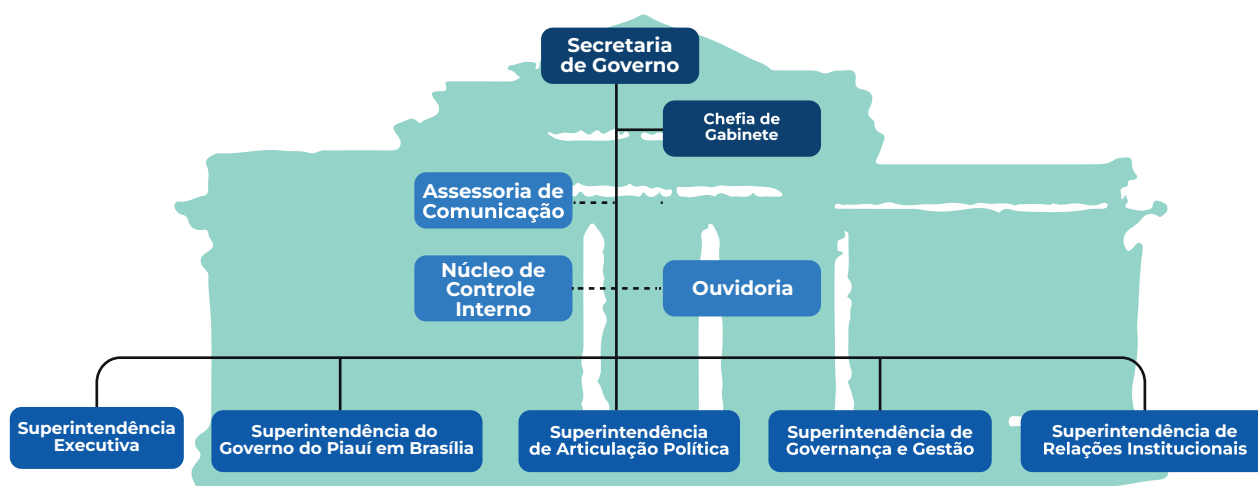 Secretaria
de Governo
Chefia de
Gabinete
Assessoria de
Comunicação
Núcleo de
Controle
Interno
Ouvidoria
Superintendência
Executiva
Superintendência do
Governo do Piauí em Brasília
Superintendência
de Articulação Política
Superintendência de
Governança e Gestão
Superintendência de
Relações Institucionais